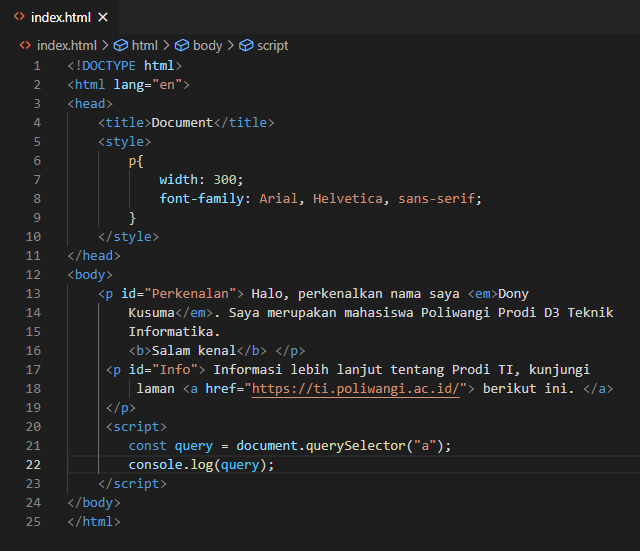 index.html
index.html > html > body > script
1 <!DOCTYPE html>
2 <html lang="en">
3 <head>
4 <title>Document</title>
5 <style>
6 p{
7 width: 300;
8 font-family: Arial, Helvetica, sans-serif;
9 }
10 </style>
11 </head>
12 <body>
13 <p id="Perkenalan"> Halo, perkenalkan nama saya <em>Dony
14 Kusuma</em>. Saya merupakan mahasiswa Poliwangi Prodi D3 Teknik
15 Informatika.
16 <b>Salam kenal</b> </p>
17 <p id="Info"> Informasi lebih lanjut tentang Prodi TI, kunjungi
18 laman <a href="https://ti.poliwangi.ac.id/"> berikut ini. </a>
19 </p>
20 <script>
21 const query = document.querySelector("a");
22 console.log(query);
23 </script>
24 </body>
25 </html>